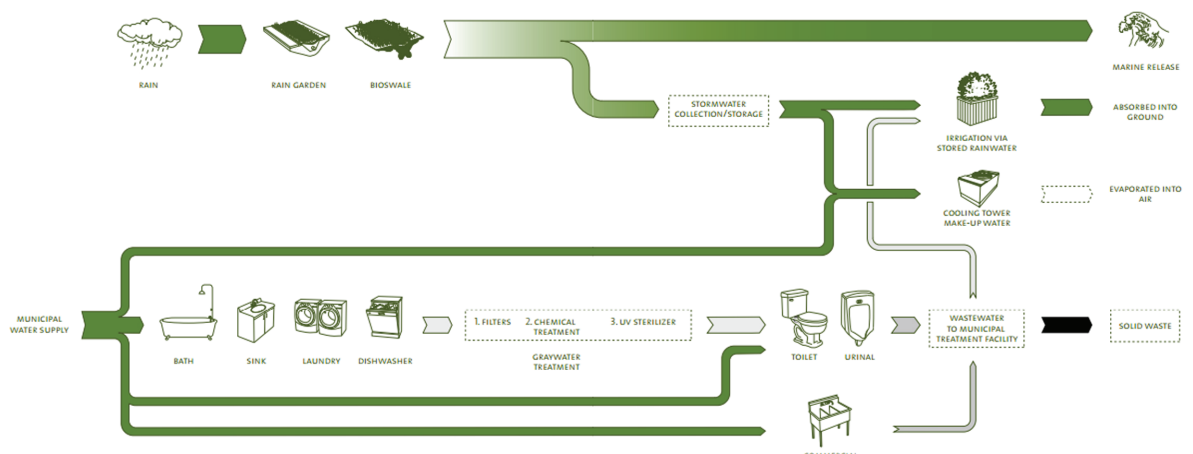 RAIN
RAIN GARDEN
BIOSWALE
MARINE RELEASE
STORMWATER
COLLECTION/STORAGE
IRRIGATION VIA
STORED RAINWATER
ABSORBED INTO
GROUND
COOLING TOWER
MAKE-UP WATER
EVAPORATED INTO
AIR
MUNICIPAL
WATER SUPPLY
BATH
SINK
LAUNDRY
DISHWASHER
1. FILTERS
2. CHEMICAL
TREATMENT
3. UV STERILIZER
GRAYWATER
TREATMENT
TOILET
URINAL
WASTEWATER
TO MUNICIPAL
TREATMENT FACILITY
SOLID WASTE